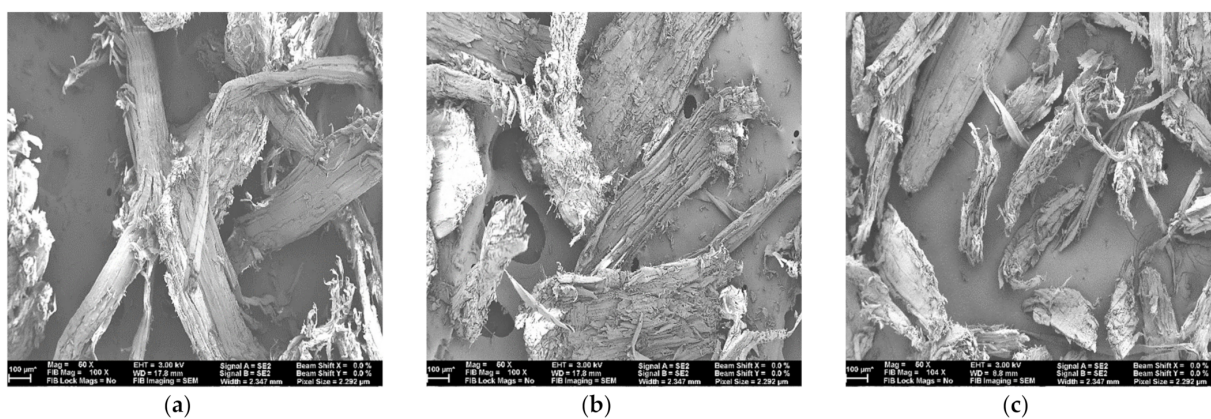 100 µm*
Mag = 60 X
FIB Mag = 100 X
FIB Lock Mags = No
EHT = 3.00 kV
WD = 17.8 mm
FIB Imaging = SEM
Signal A = SE2
Signal B = SE2
Width = 2.347 mm
Beam Shift X = 0.0 %
Beam Shift Y = 0.0 %
Pixel Size = 2.292 µm
(a)
100 µm*
Mag = 60 X
FIB Mag = 100 X
FIB Lock Mags = No
EHT = 3.00 kV
WD = 17.8 mm
FIB Imaging = SEM
Signal A = SE2
Signal B = SE2
Width = 2.347 mm
Beam Shift X = 0.0 %
Beam Shift Y = 0.0 %
Pixel Size = 2.292 µm
(b)
100 µm*
Mag = 60 X
FIB Mag = 104 X
FIB Lock Mags = No
EHT = 3.00 kV
WD = 8.8 mm
FIB Imaging = SEM
Signal A = SE2
Signal B = SE2
Width = 2.347 mm
Beam Shift X = 0.0 %
Beam Shift Y = 0.0 %
Pixel Size = 2.292 µm
(c)